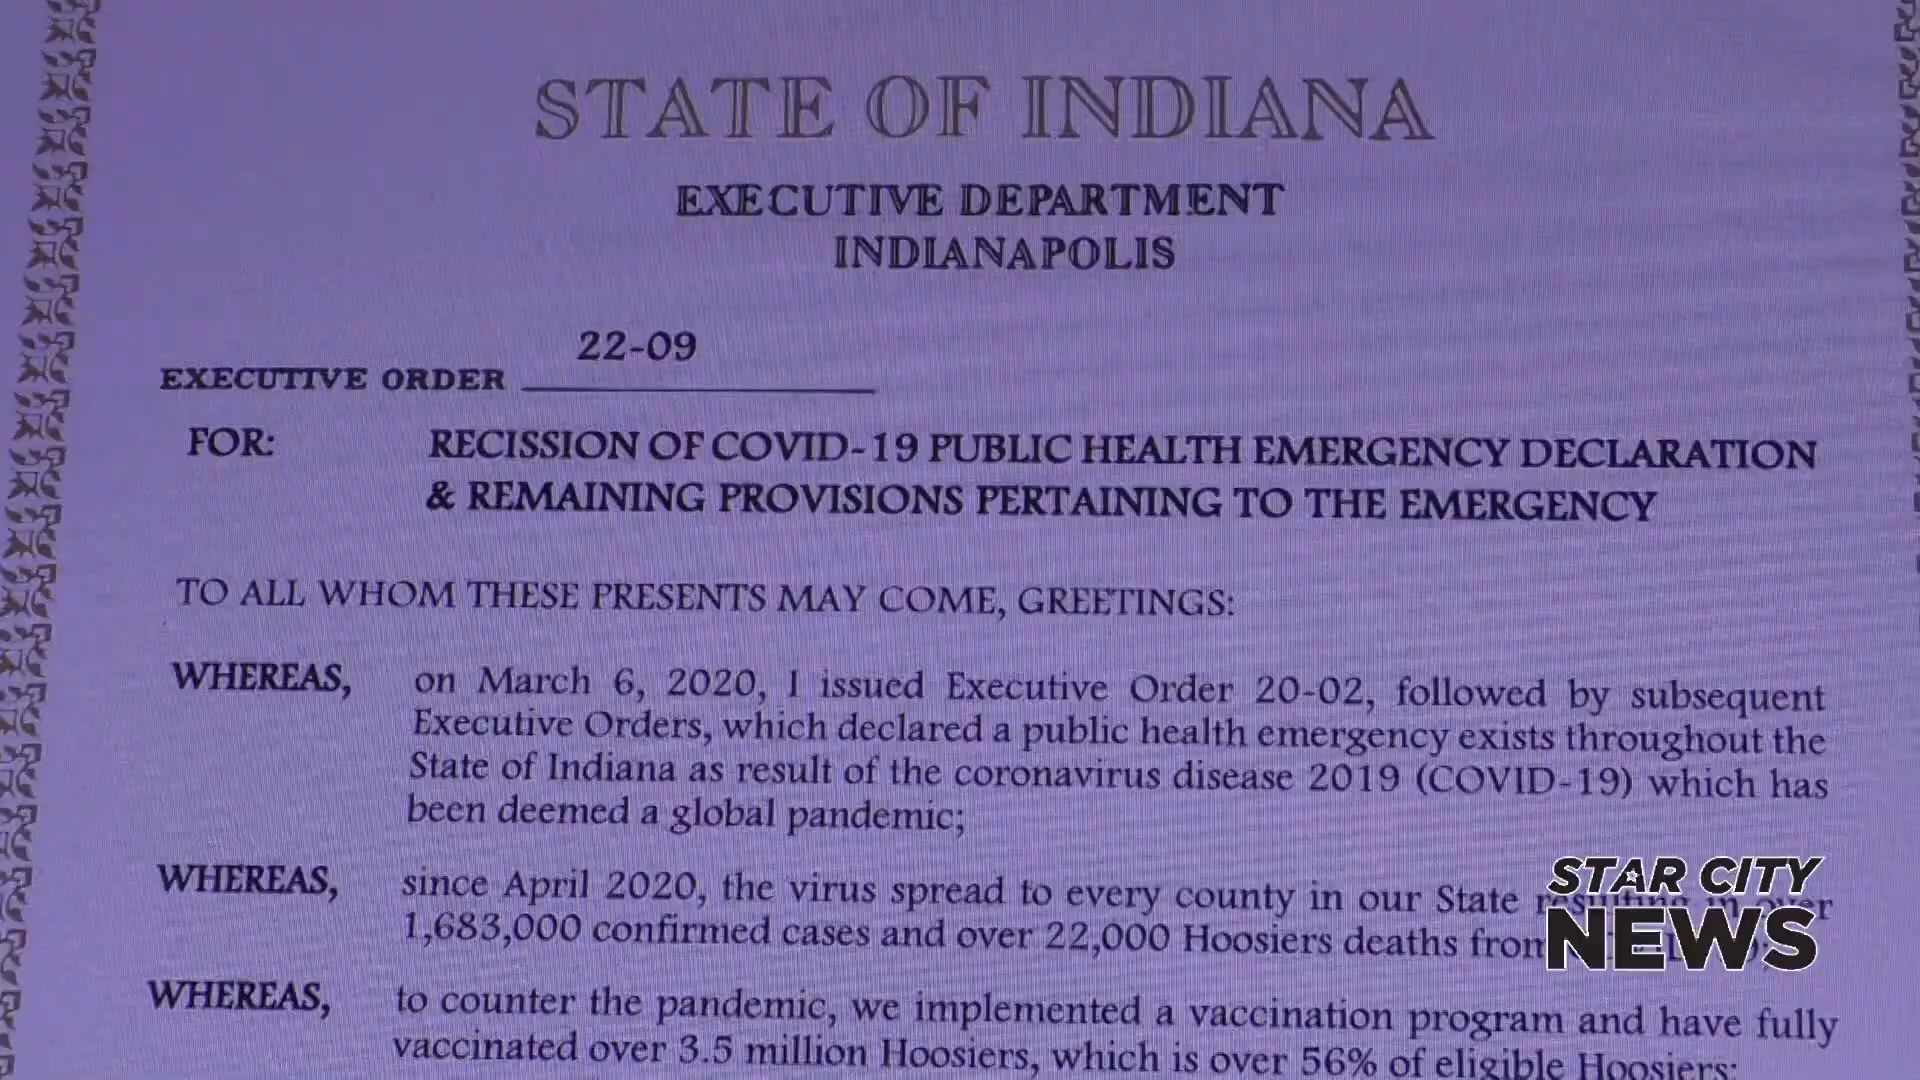 STATE OF INDIANA
EXECUTIVE DEPARTMENT
INDIANAPOLIS
EXECUTIVE ORDER 22-09
FOR: RECISSION OF COVID-19 PUBLIC HEALTH EMERGENCY DECLARATION
& REMAINING PROVISIONS PERTAINING TO THE EMERGENCY
TO ALL WHOM THESE PRESENTS MAY COME, GREETINGS:
WHEREAS, on March 6, 2020, I issued Executive Order 20-02, followed by subsequent
Executive Orders, which declared a public health emergency exists throughout the
State of Indiana as result of the coronavirus disease 2019 (COVID-19) which has
been deemed a global pandemic;
WHEREAS, since April 2020, the virus spread to every county in our State resulting in over
1,683,000 confirmed cases and over 22,000 Hoosiers deaths from
WHEREAS, to counter the pandemic, we implemented a vaccination program and have fully
vaccinated over 3.5 million Hoosiers, which is over 56% of eligible Hoosiers;
STAR CITY
NEWS